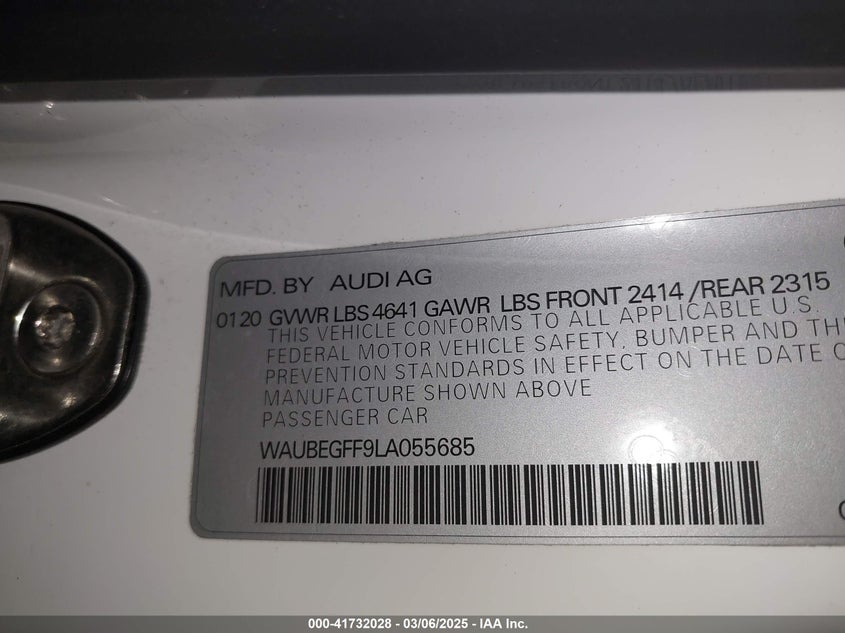 MFD. BY AUDI AG
0120 GVWR LBS 4641 GAWR LBS FRONT 2414 /REAR 2315
THIS VEHICLE CONFORMS TO ALL APPLICABLE U.S.
FEDERAL MOTOR VEHICLE SAFETY, BUMPER AND
PREVENTION STANDARDS IN EFFECT ON THE DATE
MANUFACTURE SHOWN ABOVE
PASSENGER CAR
WAUBEGFF9LA055685
000-41732028 - 03/06/2025 - IAA Inc.